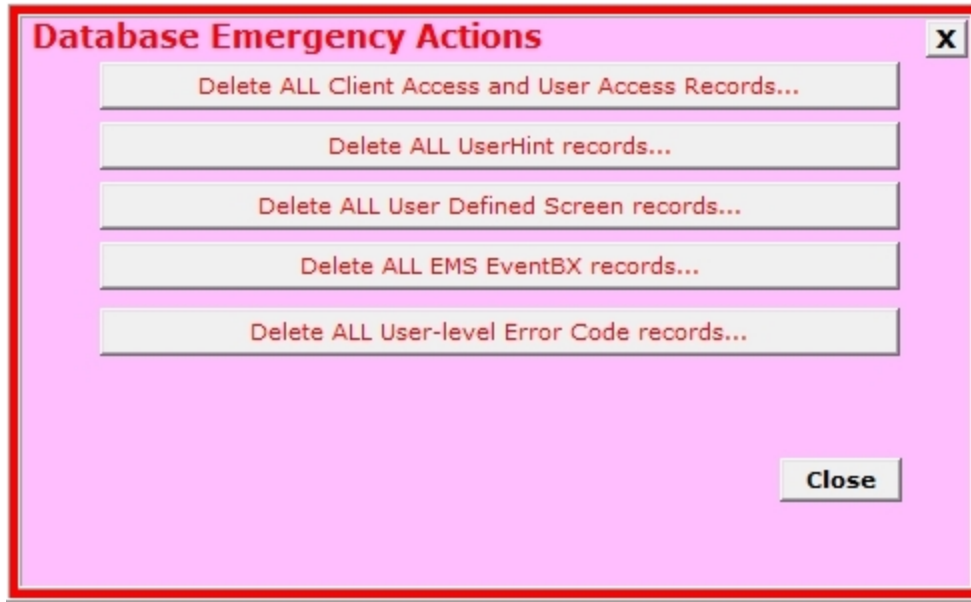 Database Emergency Actions
X
Delete ALL Client Access and User Access Records...
Delete ALL UserHint records...
Delete ALL User Defined Screen records...
Delete ALL EMS EventBX records...
Delete ALL User-level Error Code records...
Close